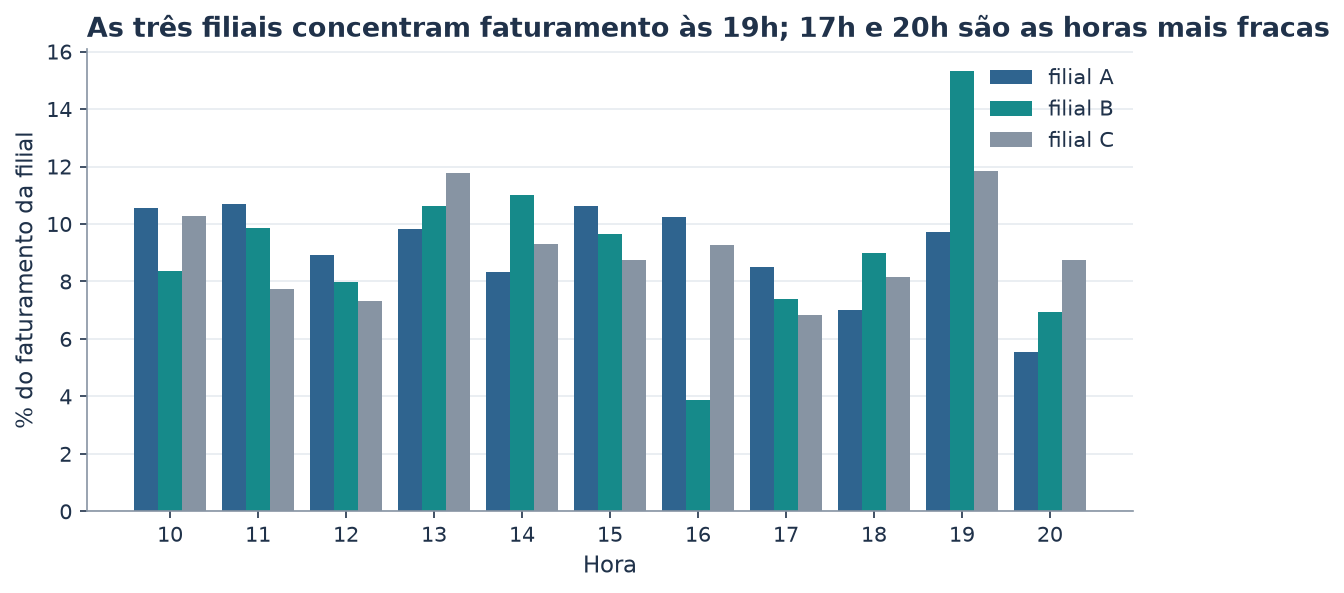 As três filiais concentram faturamento às 19h; 17h e 20h são as horas mais fracas
% do faturamento da filial
16
14
12
10
8
6
4
2
0
filial A
filial B
filial C
10 11 12 13 14 15 16 17 18 19 20
Hora